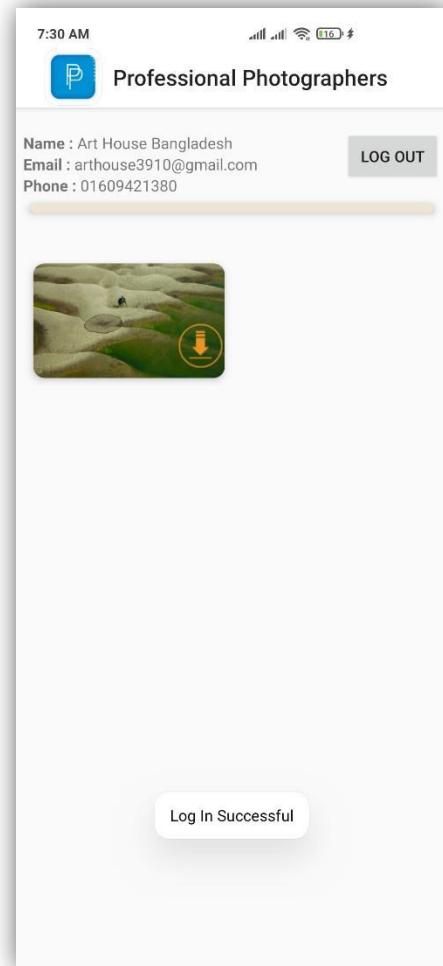 7:30 AM
16
Professional Photographers
Name : Art House Bangladesh
Email : arthouse3910@gmail.com
Phone : 01609421380
LOG OUT
Log In Successful